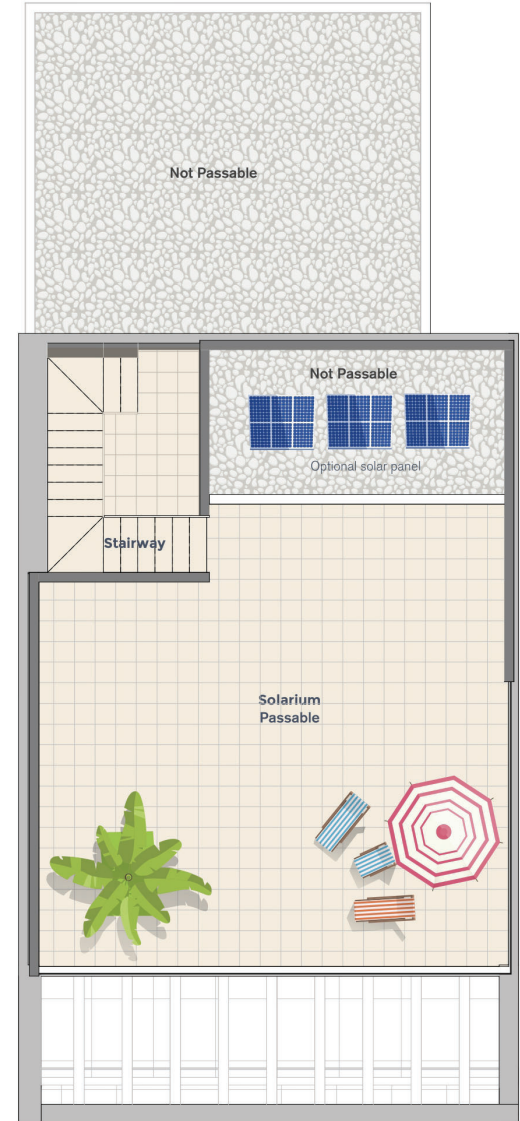 Not Passable
Not Passable
Optional solar panel
Stairway
Solarium
Passable